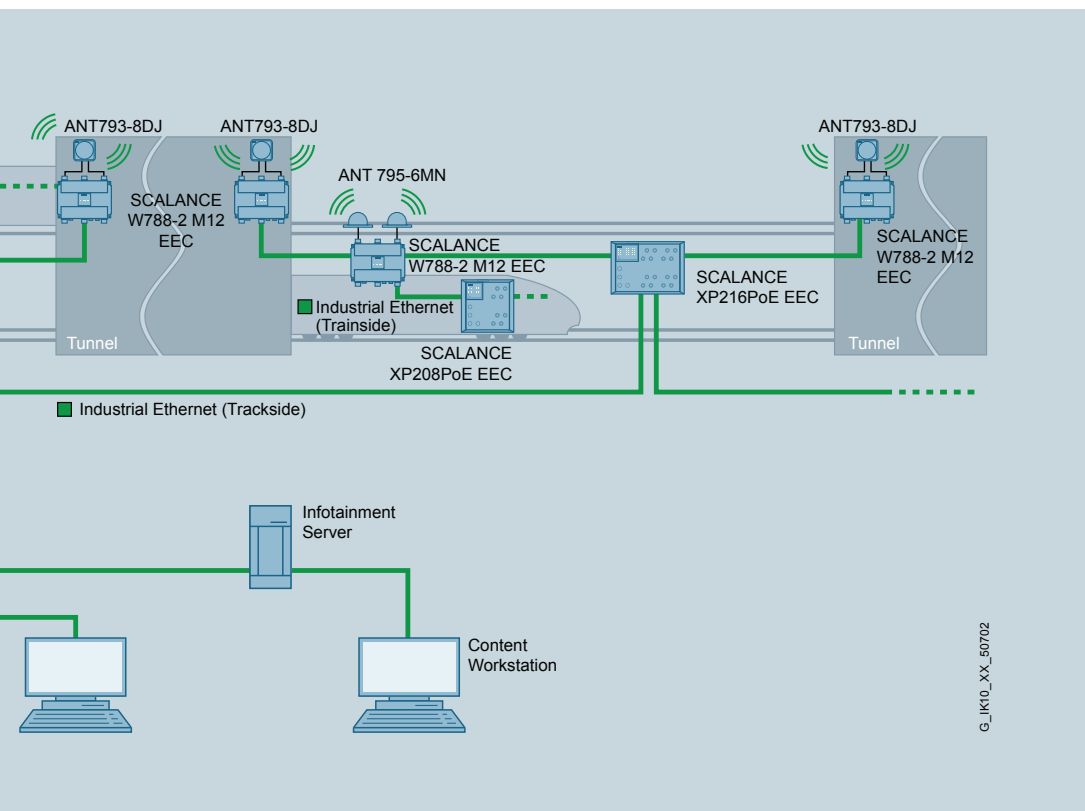 ANT793-8DJ
ANT793-8DJ
ANT793-8DJ
ANT 795-6MN
SCALANCE
W788-2 M12
EEC
SCALANCE
W788-2 M12 EEC
SCALANCE
W788-2 M12
EEC
SCALANCE
XP216PoE EEC
Industrial Ethernet
(Trainside)
Tunnel
Tunnel
SCALANCE
XP208PoE EEC
Industrial Ethernet (Trackside)
Infotainment
Server
Content
Workstation
G_IK10_XX_50702